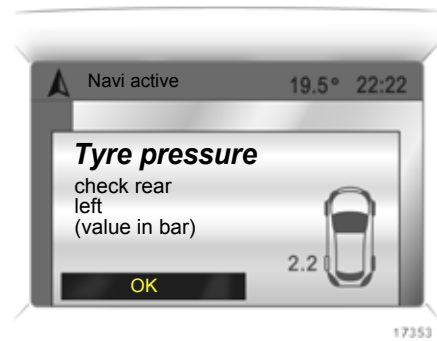 Navi active 19.5° 22:22
Tyre pressure
check rear
left
(value in bar)
2.2
OK
17353